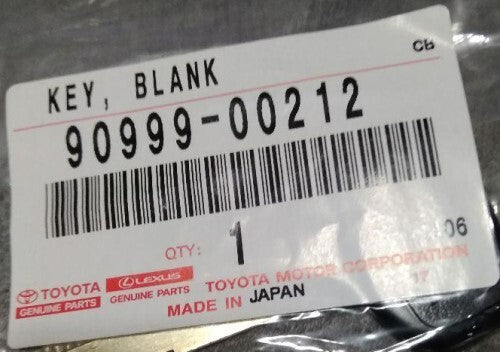 CB
KEY, BLANK
90999-00212
QTY: 1
06
TOYOTA GENUINE PARTS
LEXUS GENUINE PARTS
TOYOTA MOTOR CORPORATION
17
MADE IN JAPAN